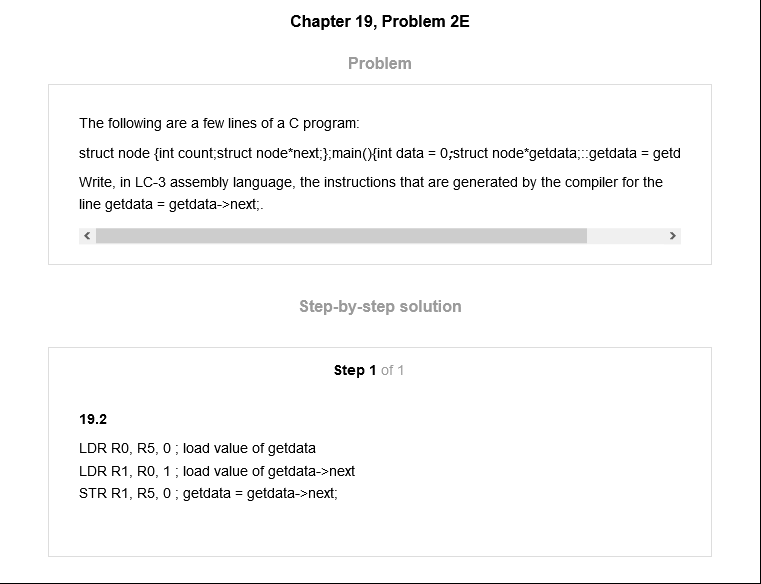 Chapter 19, Problem 2E
Problem
The following are a few lines of a C program:
struct node {int count;struct node*next;};main(){int data = 0;struct node*getdata;::getdata = getd
Write, in LC-3 assembly language, the instructions that are generated by the compiler for the
line getdata = getdata->next;.
Step-by-step solution
Step 1 of 1
19.2
LDR R0, R5, 0 ; load value of getdata
LDR R1, R0, 1 ; load value of getdata->next
STR R1, R5, 0 ; getdata = getdata->next;